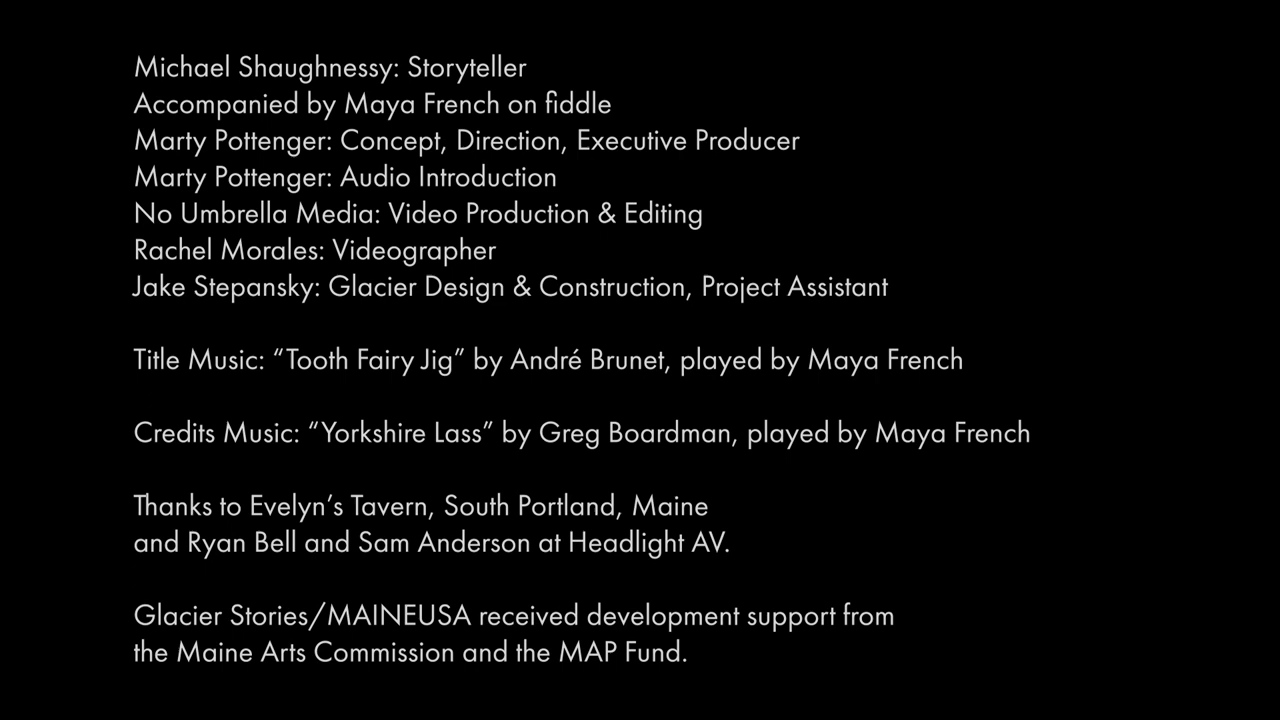 Michael Shaughnessy: Storyteller
Accompanied by Maya French on fiddle
Marty Pottenger: Concept, Direction, Executive Producer
Marty Pottenger: Audio Introduction
No Umbrella Media: Video Production & Editing
Rachel Morales: Videographer
Jake Stepansky: Glacier Design & Construction, Project Assistant
Title Music: “Tooth Fairy Jig” by André Brunet, played by Maya French
Credits Music: “Yorkshire Lass” by Greg Boardman, played by Maya French
Thanks to Evelyn’s Tavern, South Portland, Maine
and Ryan Bell and Sam Anderson at Headlight AV.
Glacier Stories/MAINEUSA received development support from
the Maine Arts Commission and the MAP Fund.